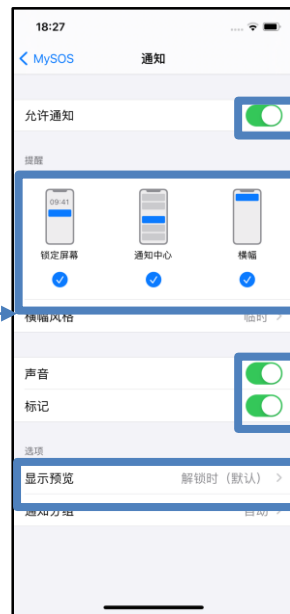 18:27
MySOS
通知
允许通知
提醒
09:41
锁定屏幕 通知中心 横幅
横幅风格 临时
声音
标记
选项
显示预览 解锁时（默认）
通知分组 自动